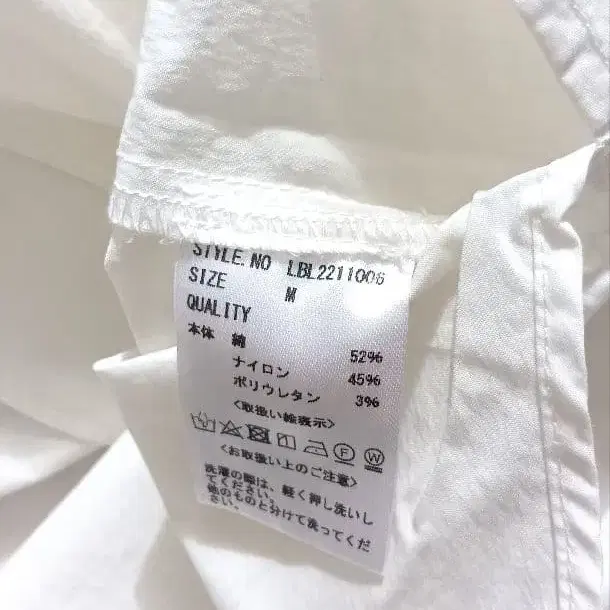 STYLE.NO LBL2211006
SIZE M
QUALITY
本体 綿 52%
ナイロン 45%
ポリウレタン 3%
<取扱い絵表示>
F W
<お取扱い上のご注意>
洗濯の際は、軽く押し洗いし
てください。
他のものと分けて洗ってくだ
さい。